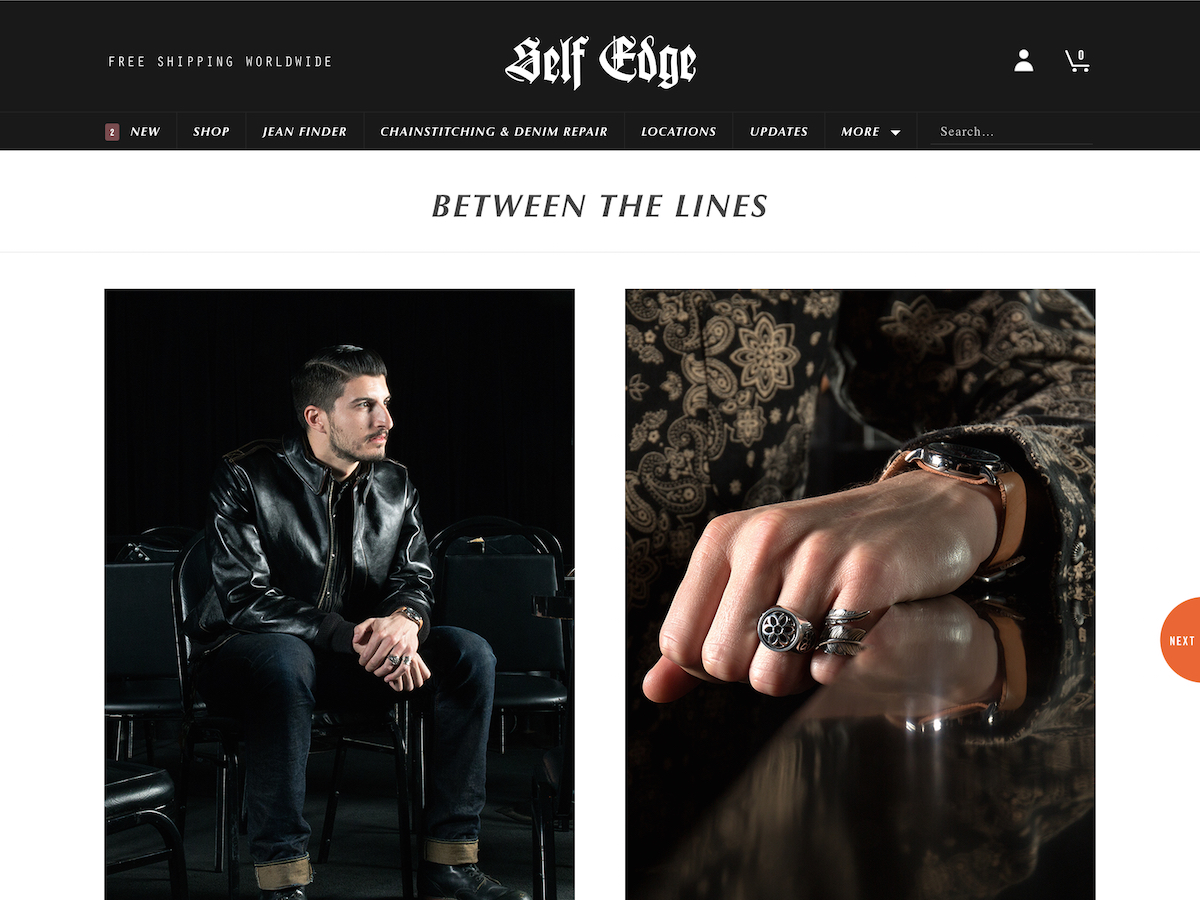 FREE SHIPPING WORLDWIDE
Self Edge
0
2 NEW SHOP JEAN FINDER CHAINSTITCHING & DENIM REPAIR LOCATIONS UPDATES MORE Search...
BETWEEN THE LINES
NEXT